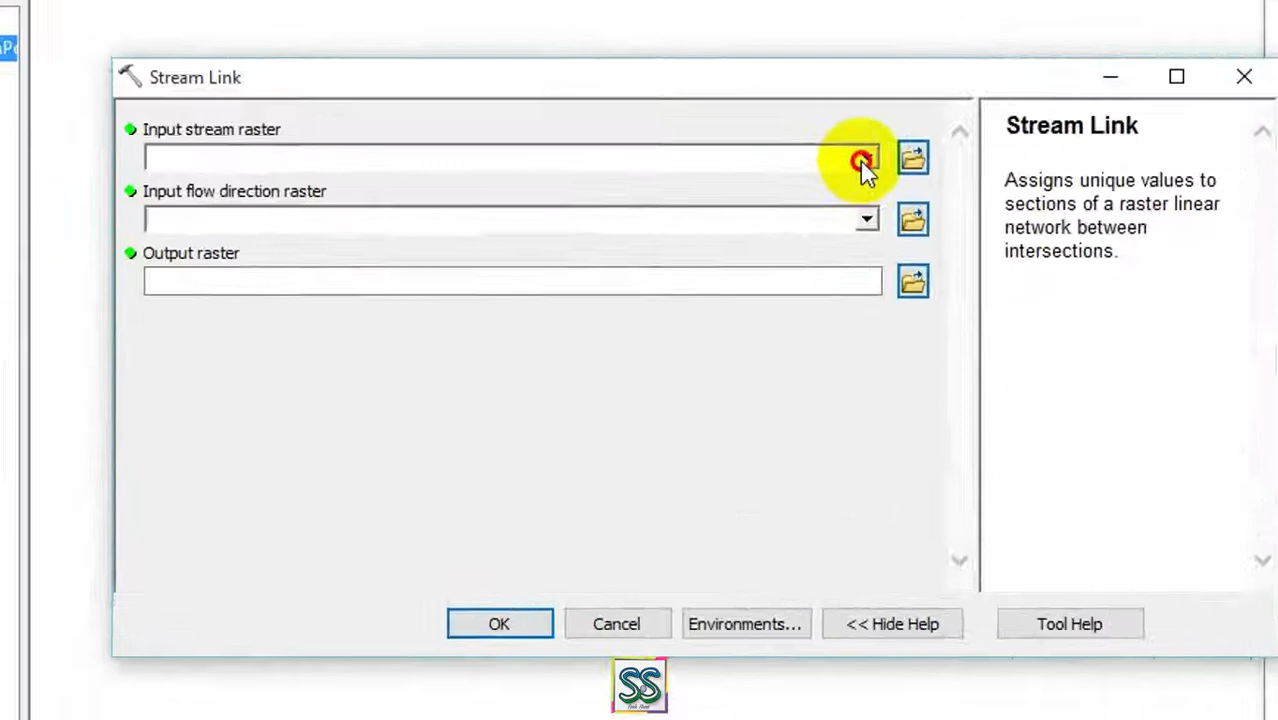 Stream Link
Input stream raster
Input flow direction raster
Output raster
OK
Cancel
Environments...
<< Hide Help
Stream Link
Assigns unique values to
sections of a raster linear
network between
intersections.
Tool Help
SS